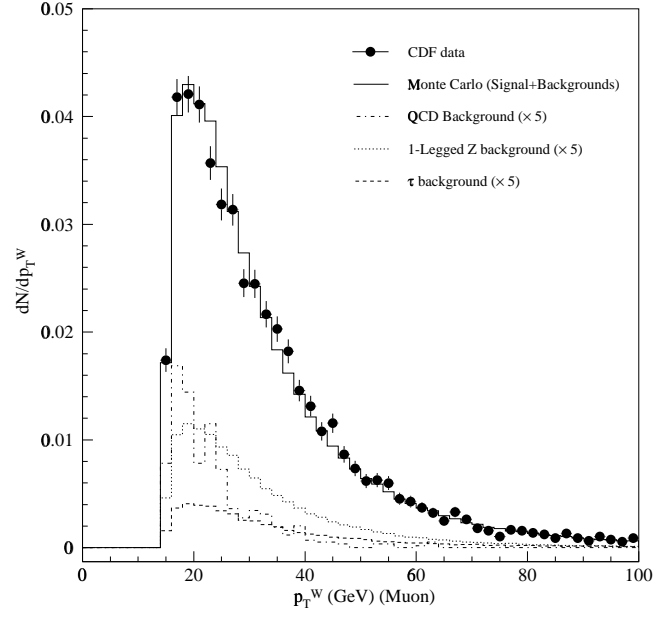 0.05
0.04
0.03
0.02
0.01
0
dN/dp_T^W
CDF data
Monte Carlo (Signal+Backgrounds)
QCD Background (× 5)
1-Legged Z background (× 5)
τ background (× 5)
0 20 40 60 80 100
p_T^W (GeV) (Muon)